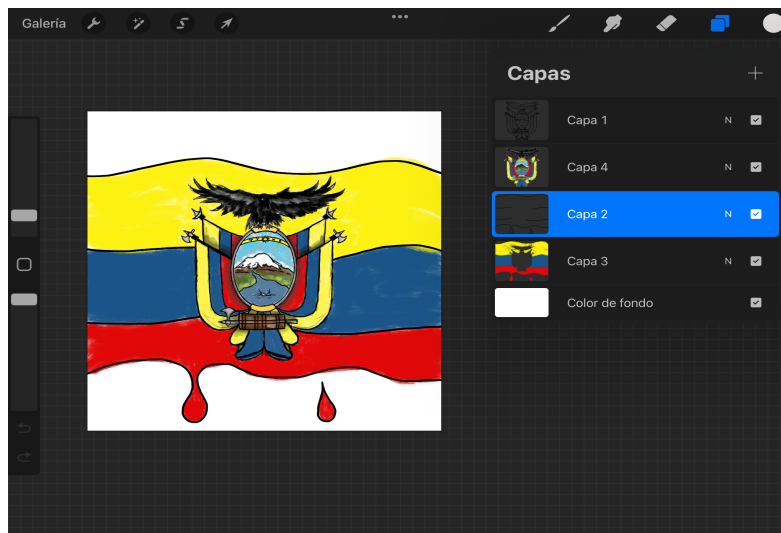 Galería
Capas
Capa 1 N
Capa 4 N
Capa 2 N
Capa 3 N
Color de fondo